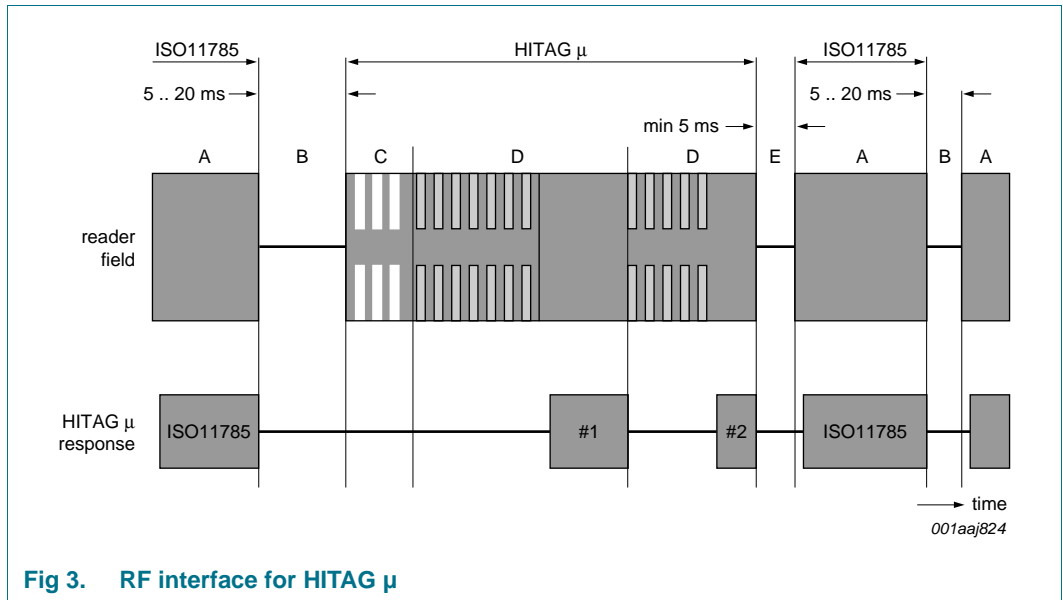 ISO11785 HITAG μ ISO11785
5 .. 20 ms 5 .. 20 ms
min 5 ms
A B C D D E A B A
reader
field
HITAG μ
response
ISO11785 #1 #2 ISO11785
time
001aaj824
Fig 3. RF interface for HITAG μ